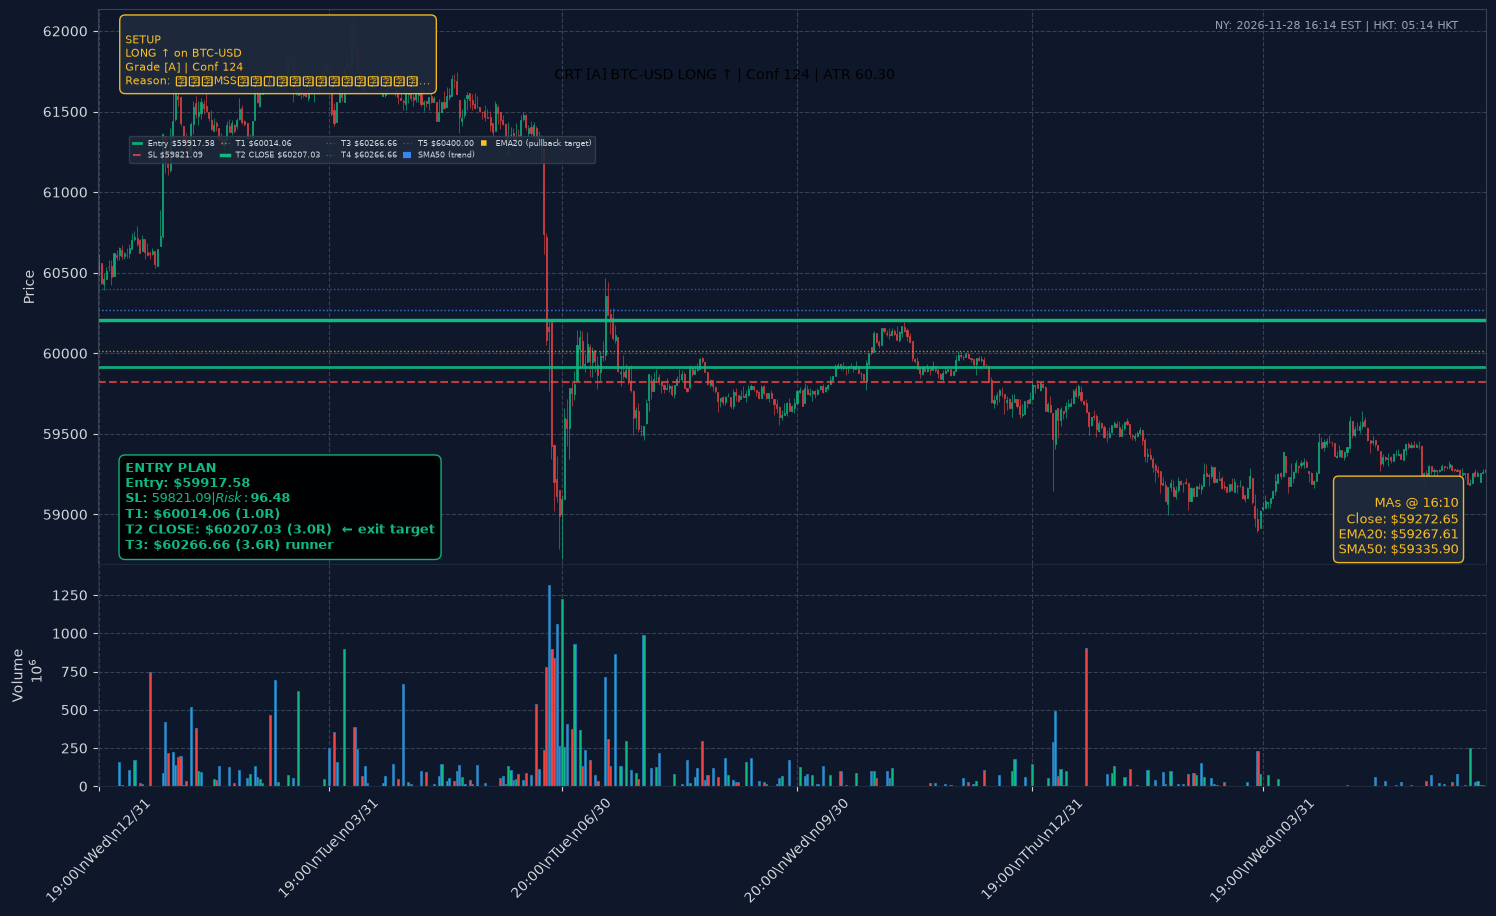 NY: 2026-11-28 16:14 EST | HKT: 05:14 HKT
SETUP
LONG ↑ on BTC-USD
Grade [A] | Conf 124
Reason: MSS ...
CRT [A] BTC-USD LONG ↑ | Conf 124 | ATR 60.30
Entry $59917.58
SL $59821.09
T1 $60014.06
T2 CLOSE $60207.03
T3 $60266.66
T4 $60266.66
T5 $60400.00
SMA50 (trend)
EMA20 (pullback target)
Price
62000
61500
61000
60500
60000
59500
59000
ENTRY PLAN
Entry: $59917.58
SL: 59821.09|Risk:96.48
T1: $60014.06 (1.0R)
T2 CLOSE: $60207.03 (3.0R) ← exit target
T3: $60266.66 (3.6R) runner
MAs @ 16:10
Close: $59272.65
EMA20: $59267.61
SMA50: $59335.90
Volume
10⁶
1250
1000
750
500
250
0
19:00\nWed\n12/31
19:00\nTue\n03/31
20:00\nTue\n06/30
20:00\nWed\n09/30
19:00\nThu\n12/31
19:00\nWed\n03/31